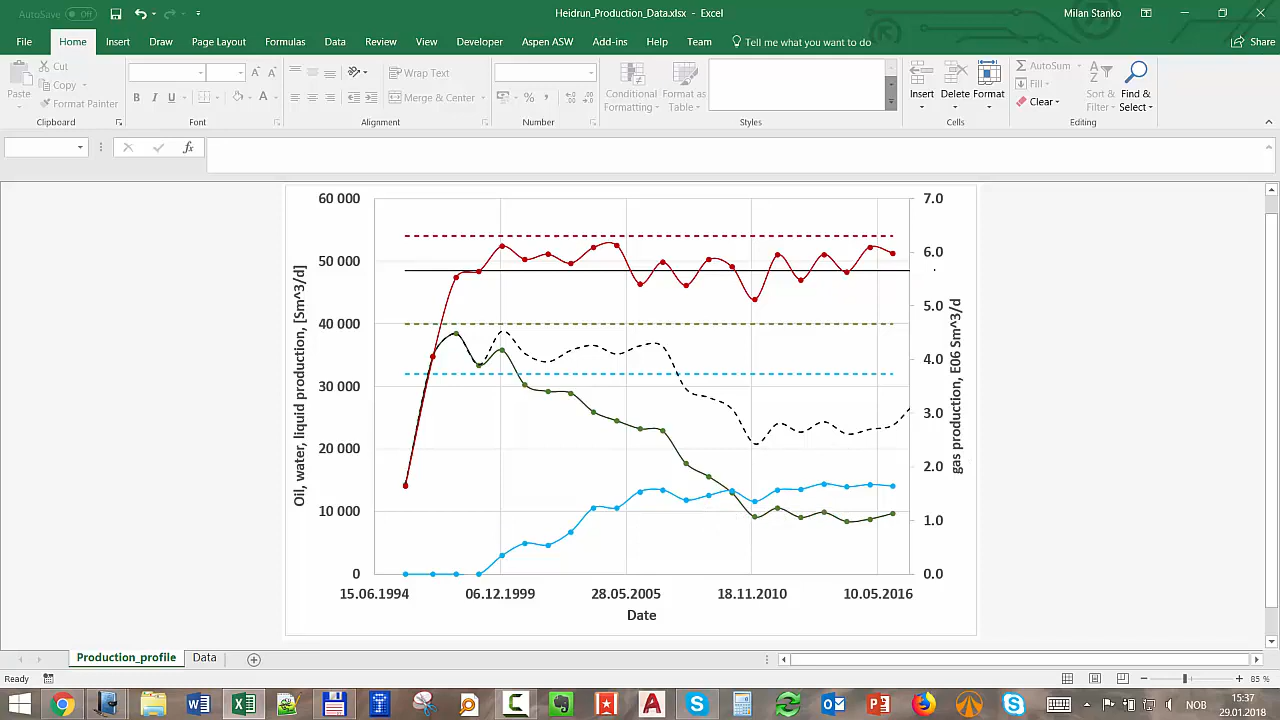 AutoSave Off
Heidrun_Production_Data.xlsx - Excel
Milan Stanko
File Home Insert Draw Page Layout Formulas Data Review View Developer Aspen ASW Add-ins Help Team Tell me what you want to do Share
Paste
Cut
Copy
Format Painter
Clipboard
B I U A
Font
Wrap Text
Merge & Center
Alignment
%
Number
Conditional Formatting
Format as Table
Styles
Insert Delete Format
Cells
AutoSum
Fill
Clear
Sort & Filter
Find & Select
Editing
fx
60 000
50 000
40 000
30 000
20 000
10 000
0
Oil, water, liquid production, [Sm^3/d]
7.0
6.0
5.0
4.0
3.0
2.0
1.0
0.0
gas production, E06 Sm^3/d
15.06.1994 06.12.1999 28.05.2005 18.11.2010 10.05.2016
Date
Production_profile Data
Ready
85 %
NOB
15:37
29.01.2018